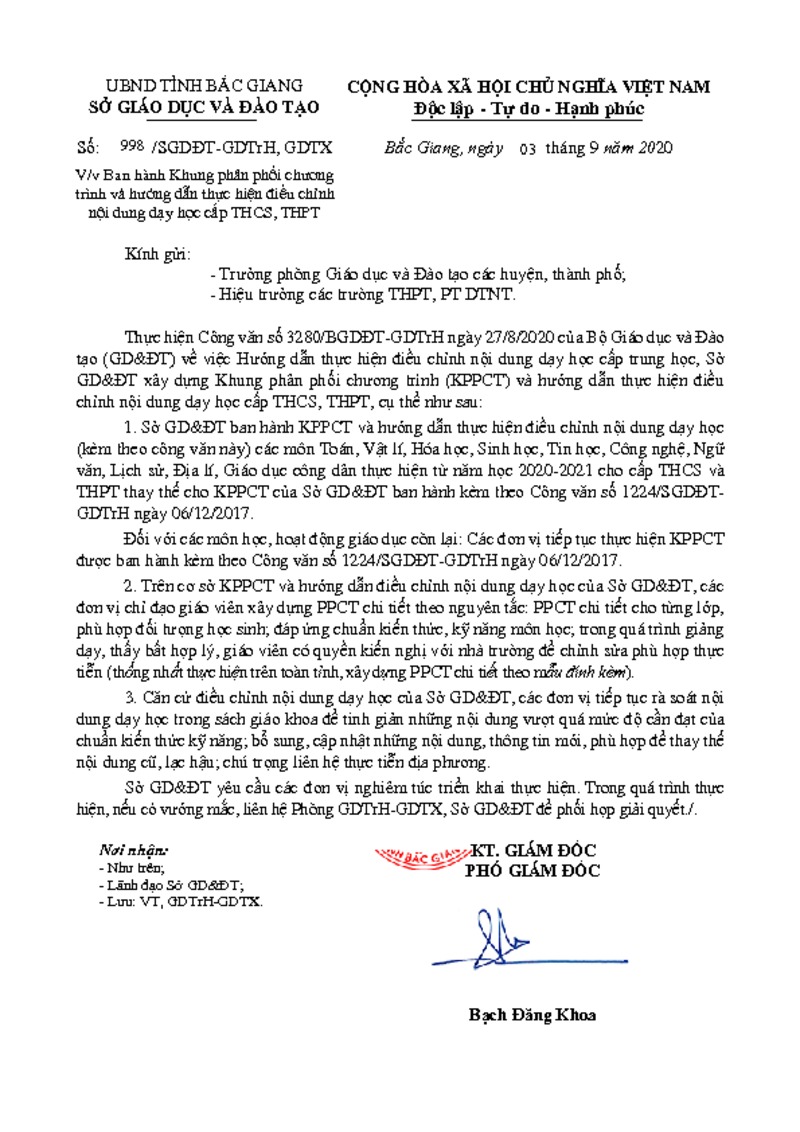 UBND TỈNH BẮC GIANG
SỞ GIÁO DỤC VÀ ĐÀO TẠO
CỘNG HÒA XÃ HỘI CHỦ NGHĨA VIỆT NAM
Độc lập - Tự do - Hạnh phúc
Số: 998 /SGDĐT-GDTrH, GDTX
Bắc Giang, ngày 03 tháng 9 năm 2020
V/v Ban hành Khung phân phối chương
trình và hướng dẫn thực hiện điều chỉnh
nội dung dạy học cấp THCS, THPT
Kính gửi:
- Trưởng phòng Giáo dục và Đào tạo các huyện, thành phố;
- Hiệu trưởng các trường THPT, PT DTNT.
Thực hiện Công văn số 3280/BGDĐT-GDTrH ngày 27/8/2020 của Bộ Giáo dục và Đào
tạo (GD&ĐT) về việc Hướng dẫn thực hiện điều chỉnh nội dung dạy học cấp trung học, Sở
GD&ĐT xây dựng Khung phân phối chương trình (KPPCT) và hướng dẫn thực hiện điều
chỉnh nội dung dạy học cấp THCS, THPT, cụ thể như sau:
1. Sở GD&ĐT ban hành KPPCT và hướng dẫn thực hiện điều chỉnh nội dung dạy học
(kèm theo công văn này) các môn Toán, Vật lí, Hóa học, Sinh học, Tin học, Công nghệ, Ngữ
văn, Lịch sử, Địa lí, Giáo dục công dân thực hiện từ năm học 2020-2021 cho cấp THCS và
THPT thay thế cho KPPCT của Sở GD&ĐT ban hành kèm theo Công văn số 1224/SGDĐT-
GDTrH ngày 06/12/2017.
Đối với các môn học, hoạt động giáo dục còn lại: Các đơn vị tiếp tục thực hiện KPPCT
được ban hành kèm theo Công văn số 1224/SGDĐT-GDTrH ngày 06/12/2017.
2. Trên cơ sở KPPCT và hướng dẫn điều chỉnh nội dung dạy học của Sở GD&ĐT, các
đơn vị chỉ đạo giáo viên xây dựng PPCT chi tiết theo nguyên tắc: PPCT chi tiết cho từng lớp,
phù hợp đối tượng học sinh; đáp ứng chuẩn kiến thức, kỹ năng môn học; trong quá trình giảng
dạy, thấy bất hợp lý, giáo viên có quyền kiến nghị với nhà trường để chỉnh sửa phù hợp thực
tiễn (thống nhất thực hiện trên toàn tỉnh, xây dựng PPCT chi tiết theo mẫu đính kèm).
3. Căn cứ điều chỉnh nội dung dạy học của Sở GD&ĐT, các đơn vị tiếp tục rà soát nội
dung dạy học trong sách giáo khoa để tinh giản những nội dung vượt quá mức độ cần đạt của
chuẩn kiến thức kỹ năng; bổ sung, cập nhật những nội dung, thông tin mới, phù hợp để thay thế
nội dung cũ, lạc hậu; chú trọng liên hệ thực tiễn địa phương.
Sở GD&ĐT yêu cầu các đơn vị nghiêm túc triển khai thực hiện. Trong quá trình thực
hiện, nếu có vướng mắc, liên hệ Phòng GDTrH-GDTX, Sở GD&ĐT để phối hợp giải quyết./.
Nơi nhận:
- Như trên;
- Lãnh đạo Sở GD&ĐT;
- Lưu: VT, GDTrH-GDTX.
BẮC GIANG
KT. GIÁM ĐỐC
PHÓ GIÁM ĐỐC
Bạch Đăng Khoa